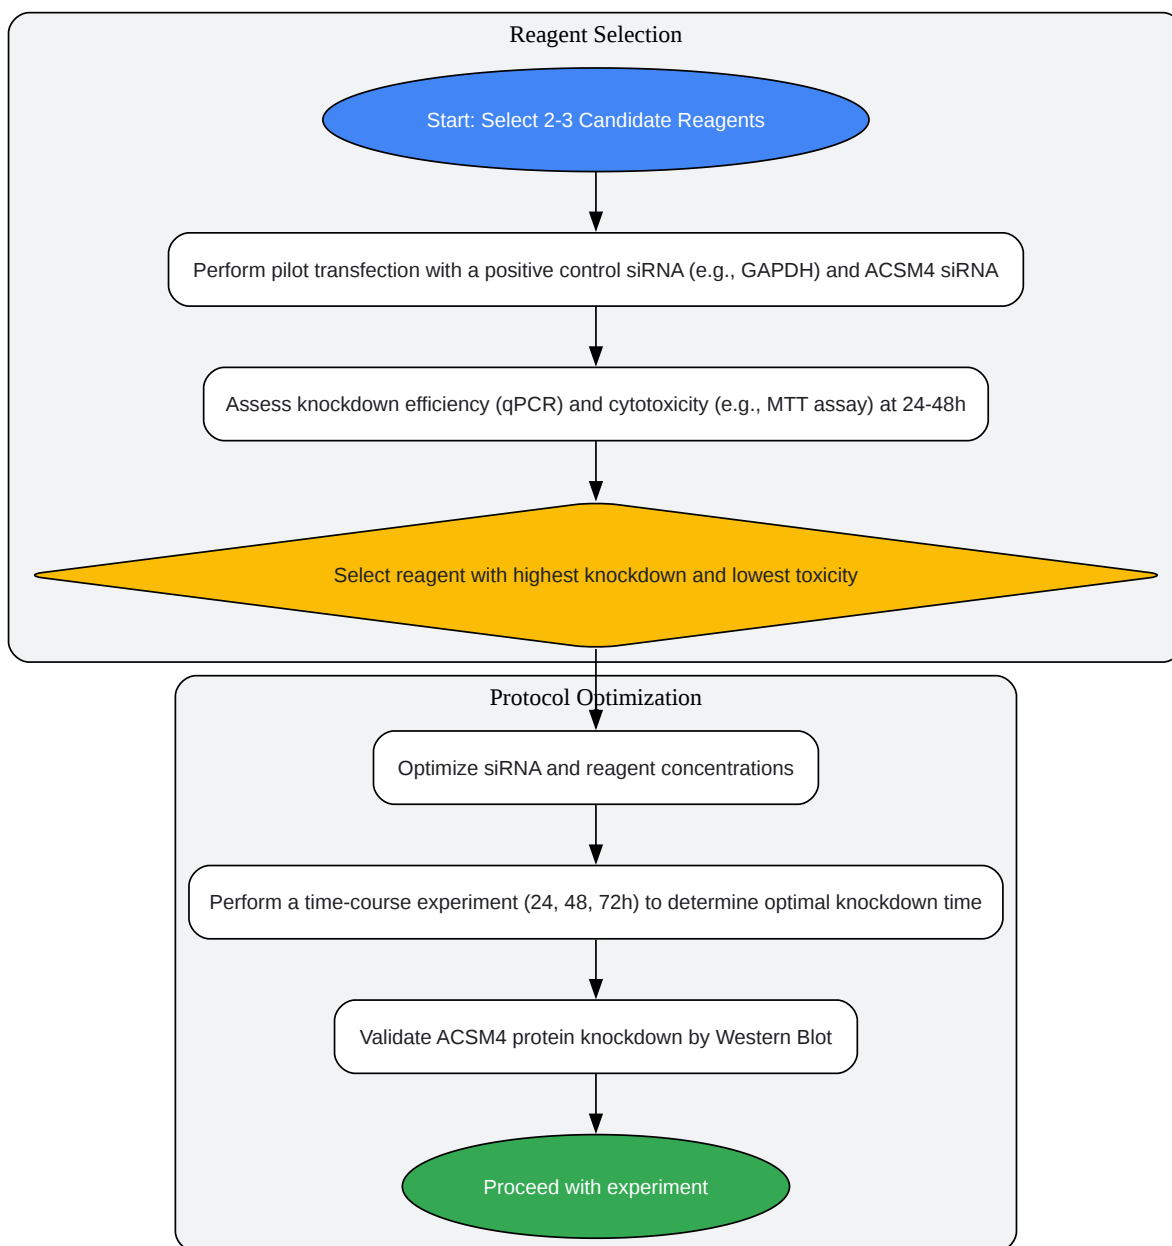 Reagent Selection
Start: Select 2-3 Candidate Reagents
Perform pilot transfection with a positive control siRNA (e.g., GAPDH) and ACSM4 siRNA
Assess knockdown efficiency (qPCR) and cytotoxicity (e.g., MTT assay) at 24-48h
Select reagent with highest knockdown and lowest toxicity
Protocol Optimization
Optimize siRNA and reagent concentrations
Perform a time-course experiment (24, 48, 72h) to determine optimal knockdown time
Validate ACSM4 protein knockdown by Western Blot
Proceed with experiment